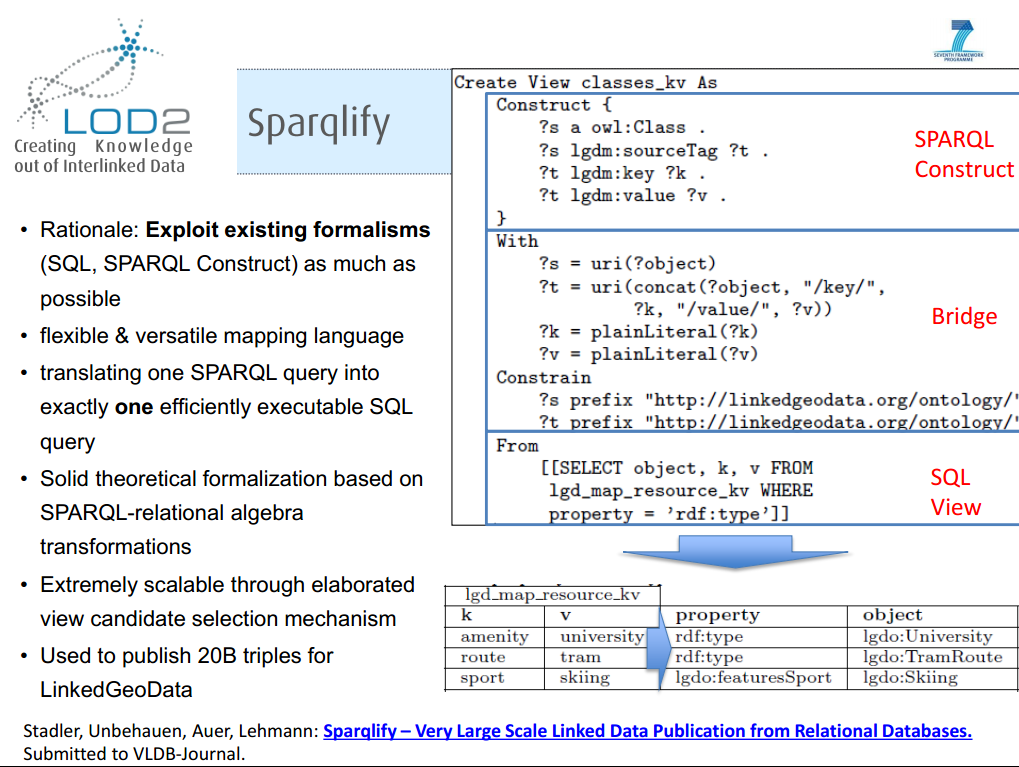 LOD2
Creating Knowledge
out of Interlinked Data
Sparqlify
7
SEVENTH FRAMEWORK
PROGRAMME
• Rationale: Exploit existing formalisms
(SQL, SPARQL Construct) as much as
possible
• flexible & versatile mapping language
• translating one SPARQL query into
exactly one efficiently executable SQL
query
• Solid theoretical formalization based on
SPARQL-relational algebra
transformations
• Extremely scalable through elaborated
view candidate selection mechanism
• Used to publish 20B triples for
LinkedGeoData
Create View classes_kv As
Construct {
?s a owl:Class .
?s lgdm:sourceTag ?t .
?t lgdm:key ?k .
?t lgdm:value ?v .
}
SPARQL
Construct
With
?s = uri(?object)
?t = uri(concat(?object, "/key/",
?k, "/value/", ?v))
?k = plainLiteral(?k)
?v = plainLiteral(?v)
Bridge
Constrain
?s prefix "http://linkedgeodata.org/ontology/"
?t prefix "http://linkedgeodata.org/ontology/"
From
[[SELECT object, k, v FROM
lgd_map_resource_kv WHERE
property = 'rdf:type']]
SQL
View
lgd_map_resource_kv
k v property object
amenity university rdf:type lgdo:University
route tram rdf:type lgdo:TramRoute
sport skiing lgdo:featuresSport lgdo:Skiing
Stadler, Unbehauen, Auer, Lehmann: Sparqlify – Very Large Scale Linked Data Publication from Relational Databases.
Submitted to VLDB-Journal.